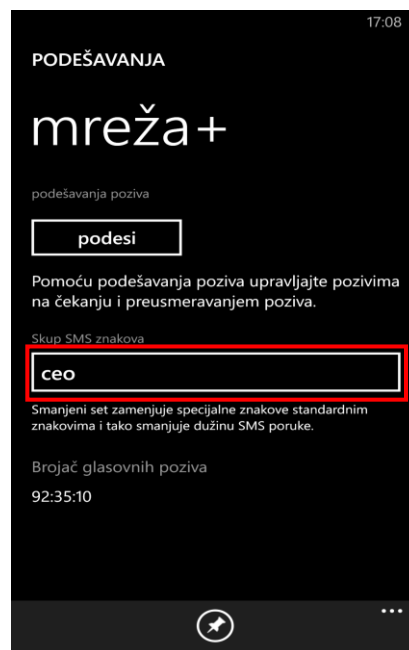 17:08
PODEŠAVANJA
mreža+
podešavanja poziva
podesi
Pomoću podešavanja poziva upravljajte pozivima
na čekanju i preusmeravanjem poziva.
Skup SMS znakova
ceo
Smanjeni set zamenjuje specijalne znakove standardnim
znakovima i tako smanjuje dužinu SMS poruke.
Brojač glasovnih poziva
92:35:10
...